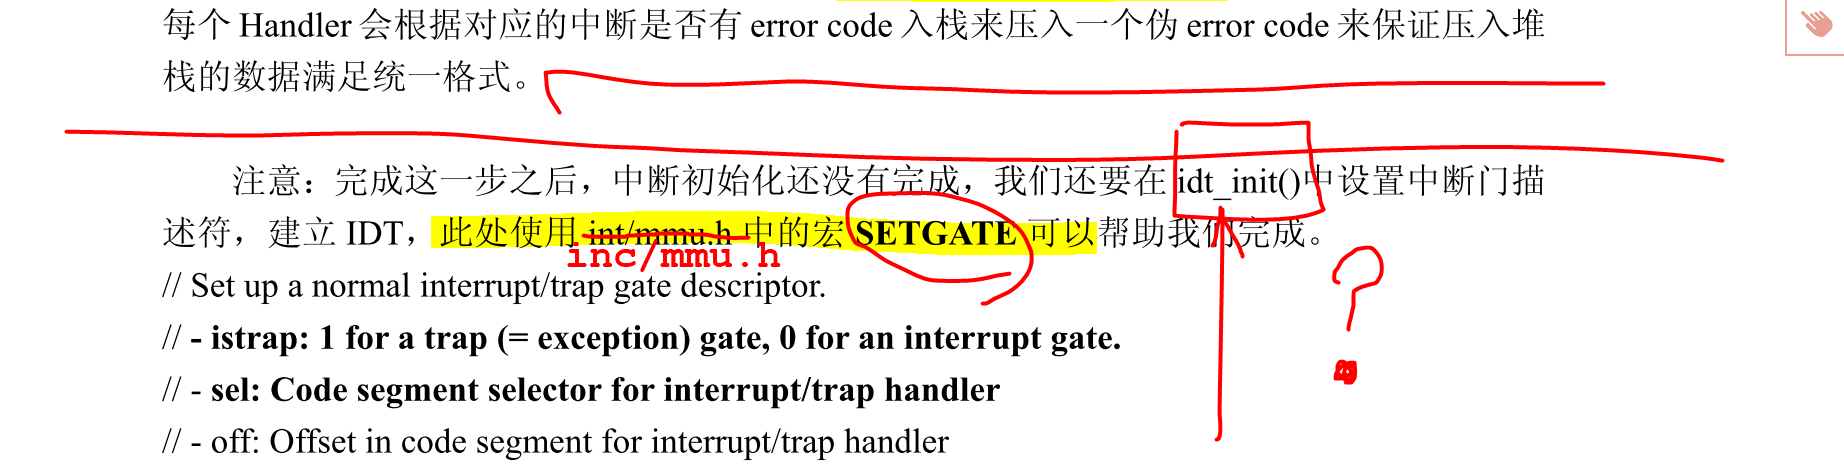 每个 Handler 会根据对应的中断是否有 error code 入栈来压入一个伪 error code 来保证压入堆
栈的数据满足统一格式。
注意：完成这一步之后，中断初始化还没有完成，我们还要在 idt_init()中设置中断门描
述符，建立 IDT，此处使用 int/mmu.h 中的宏 SETGATE 可以帮助我们完成。
inc/mmu.h
?
// Set up a normal interrupt/trap gate descriptor.
// - istrap: 1 for a trap (= exception) gate, 0 for an interrupt gate.
// - sel: Code segment selector for interrupt/trap handler
// - off: Offset in code segment for interrupt/trap handler